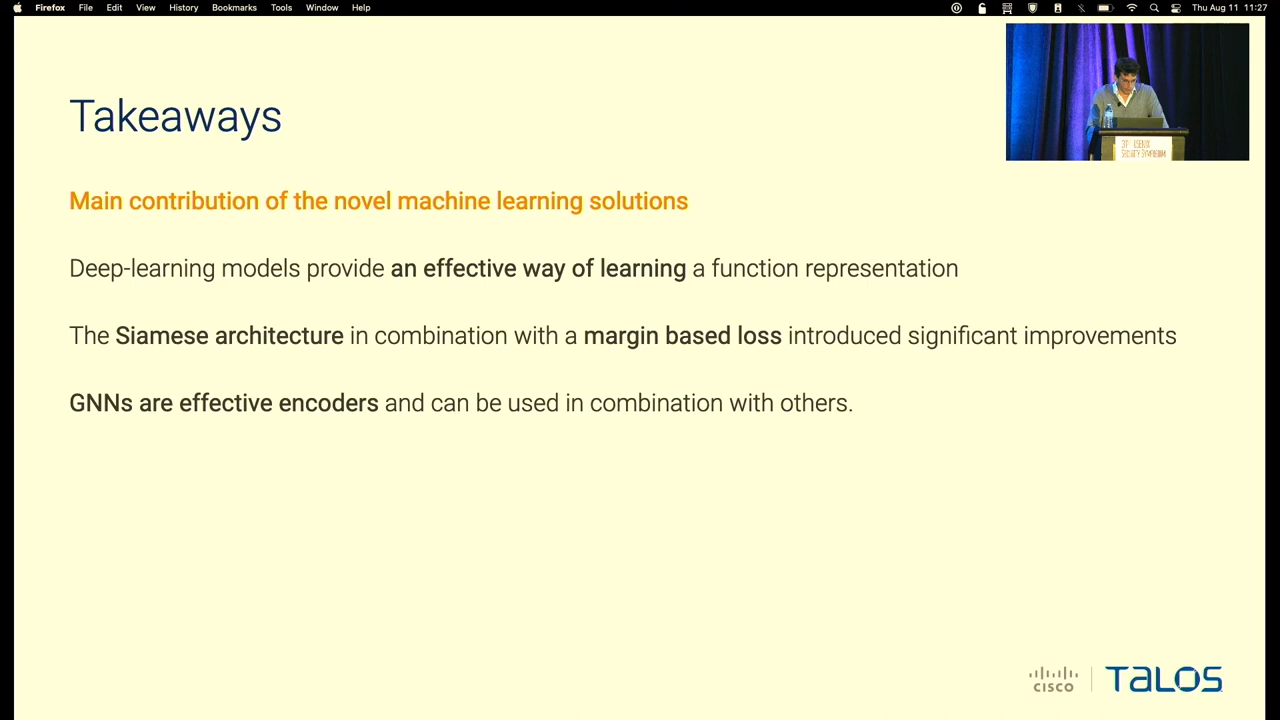 Firefox File Edit View History Bookmarks Tools Window Help Thu Aug 11 11:27
Takeaways
Main contribution of the novel machine learning solutions
Deep-learning models provide an effective way of learning a function representation
The Siamese architecture in combination with a margin based loss introduced significant improvements
GNNs are effective encoders and can be used in combination with others.
SECURITY SYMPOSIUM
CISCO TALOS